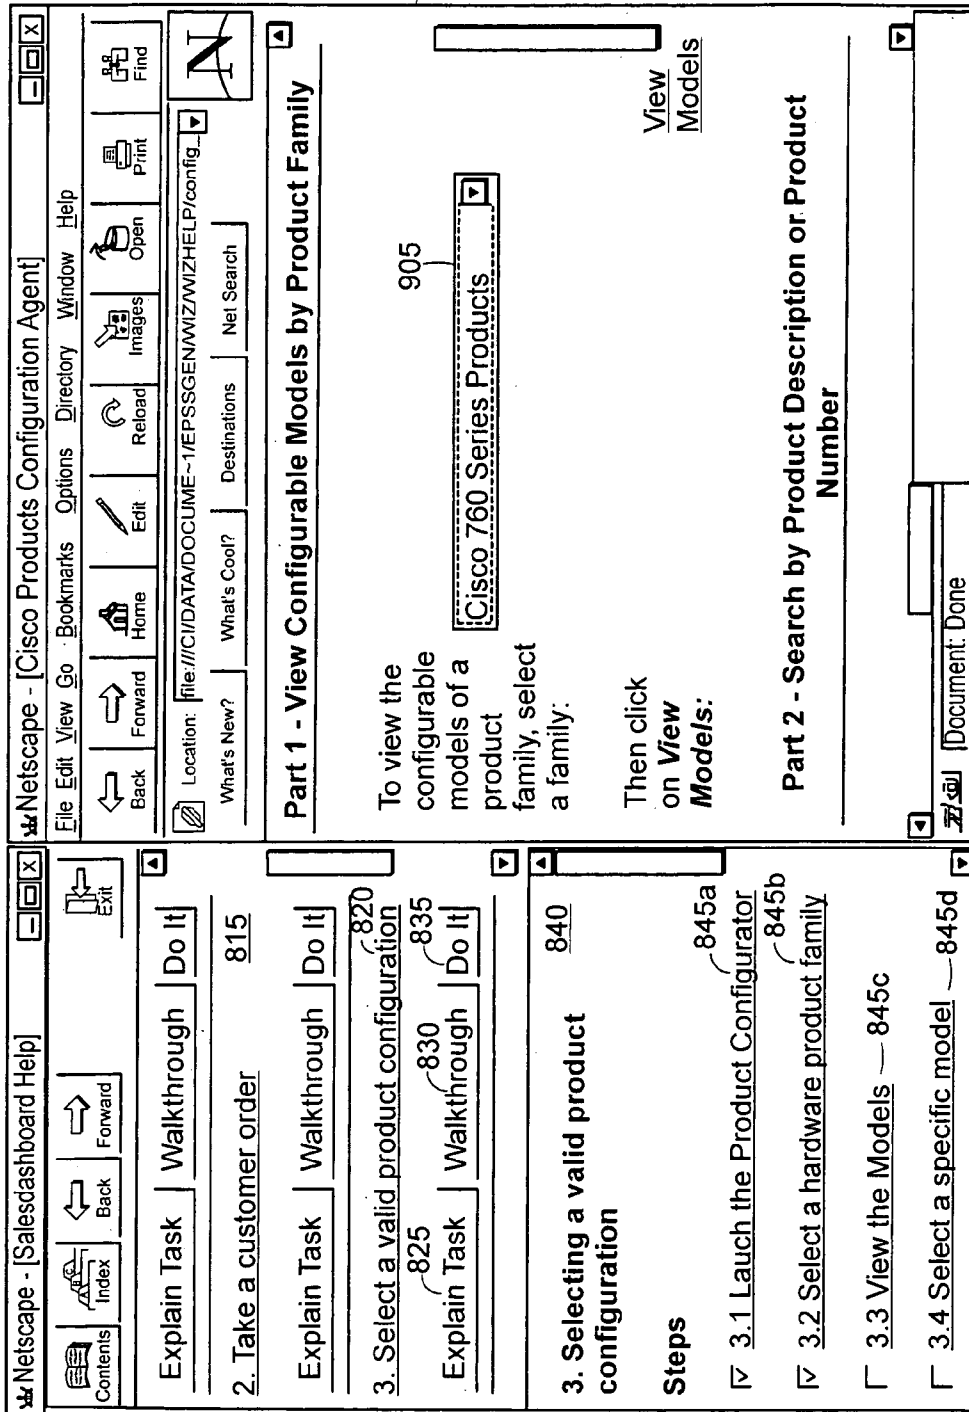 Netscape - [Salesdashboard Help]
Contents
Index
Back
Forward
Exit
Explain Task
Walkthrough
Do It
2. Take a customer order
815
Explain Task
Walkthrough
Do It
3. Select a valid product configuration
820
825
830
835
Explain Task
Walkthrough
Do It
3. Selecting a valid product
configuration
840
Steps
3.1 Lauch the Product Configurator
845a
3.2 Select a hardware product family
845b
3.3 View the Models
845c
3.4 Select a specific model
845d
Netscape - [Cisco Products Configuration Agent]
File Edit View Go Bookmarks Options Directory Window Help
Back
Forward
Home
Edit
Reload
Images
Open
Print
Find
Location: file:///CI/DATA/DOCUME~1/EPSSGEN/WIZ/WIZHELP/config_
N
What's New?
What's Cool?
Destinations
Net Search
Part 1 - View Configurable Models by Product Family
To view the
configurable
models of a
product
family, select
a family:
Cisco 760 Series Products
905
Then click
on View
Models:
View
Models
Part 2 - Search by Product Description or Product
Number
Document: Done